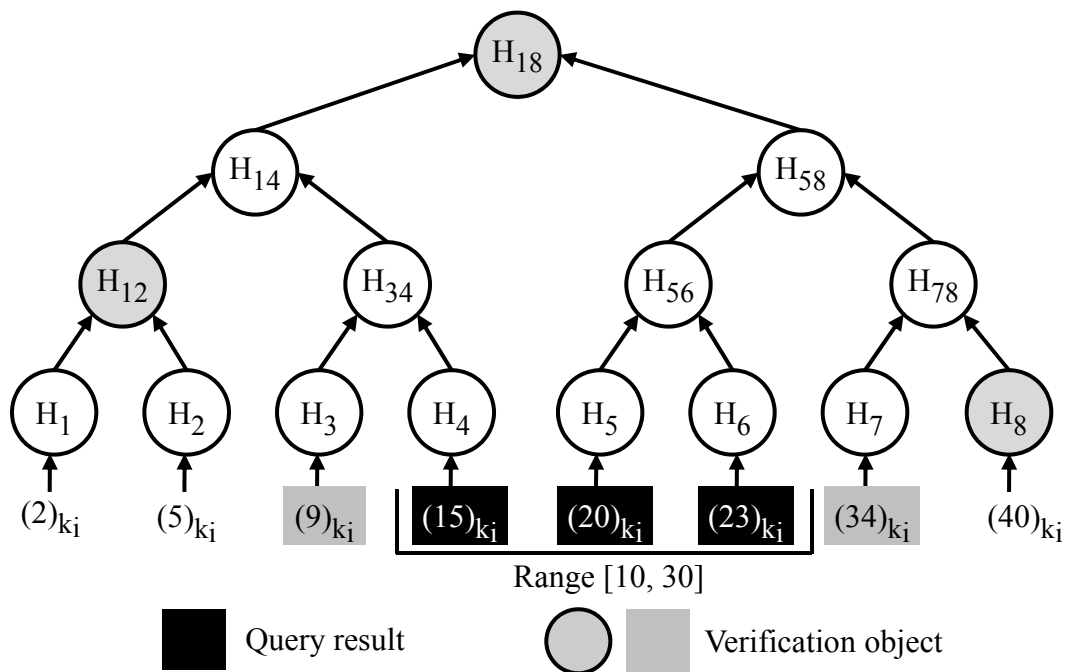 H18
H14 H58
H12 H34 H56 H78
H1 H2 H3 H4 H5 H6 H7 H8
(2)ki (5)ki (9)ki (15)ki (20)ki (23)ki (34)ki (40)ki
Range [10, 30]
Query result Verification object